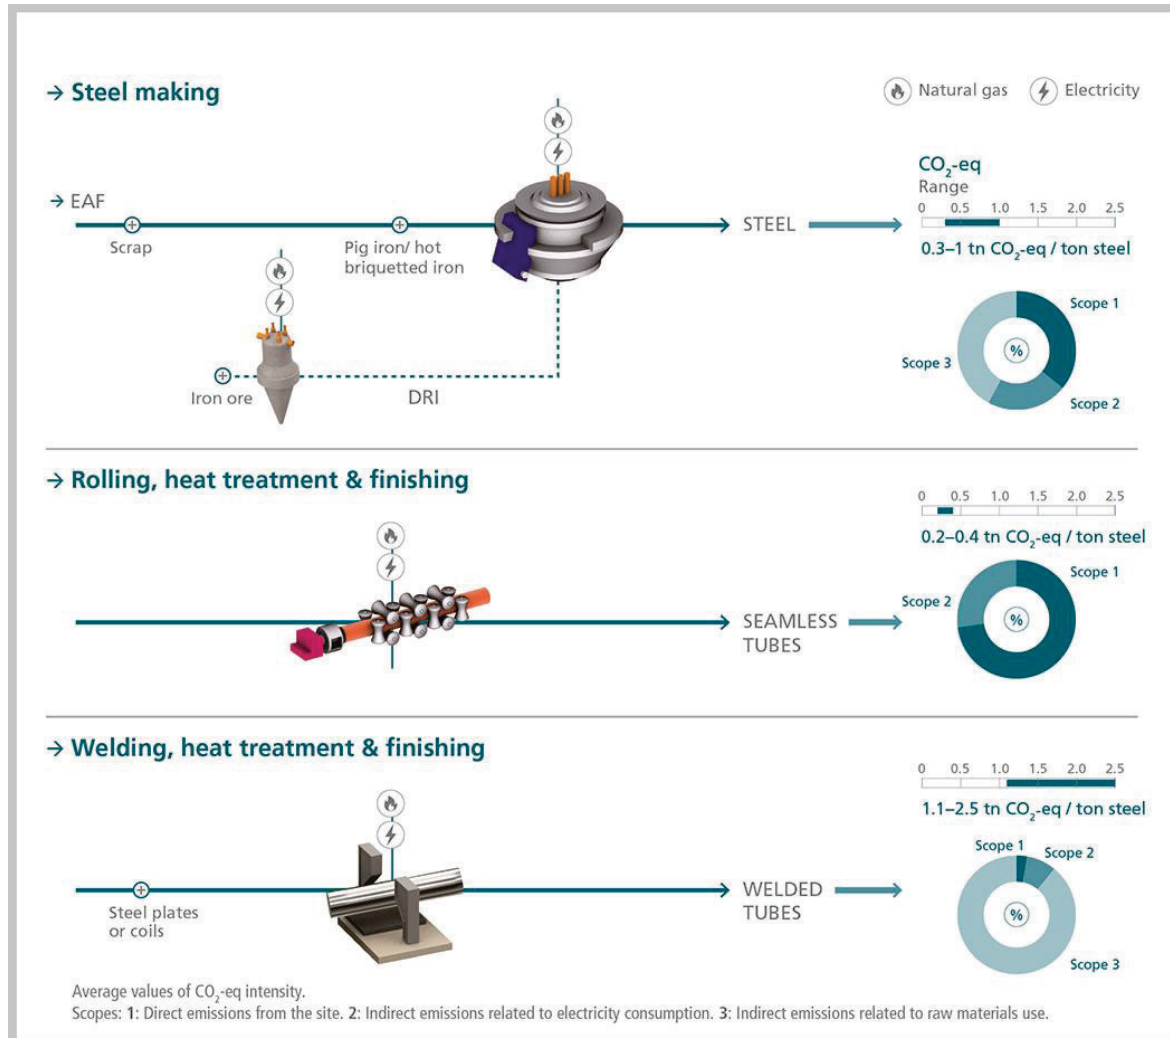 → Steel making
Natural gas
Electricity
→ EAF
Scrap
Pig iron/ hot
briquetted iron
STEEL
CO₂-eq
Range
0 0.5 1.0 1.5 2.0 2.5
0.3–1 tn CO₂-eq / ton steel
Scope 1
Scope 3
%
Scope 2
Iron ore
DRI
→ Rolling, heat treatment & finishing
0 0.5 1.0 1.5 2.0 2.5
0.2–0.4 tn CO₂-eq / ton steel
Scope 1
Scope 2
%
SEAMLESS
TUBES
→ Welding, heat treatment & finishing
0 0.5 1.0 1.5 2.0 2.5
1.1–2.5 tn CO₂-eq / ton steel
Scope 1
Scope 2
%
Scope 3
Steel plates
or coils
WELDED
TUBES
Average values of CO₂-eq intensity.
Scopes: 1: Direct emissions from the site. 2: Indirect emissions related to electricity consumption. 3: Indirect emissions related to raw materials use.